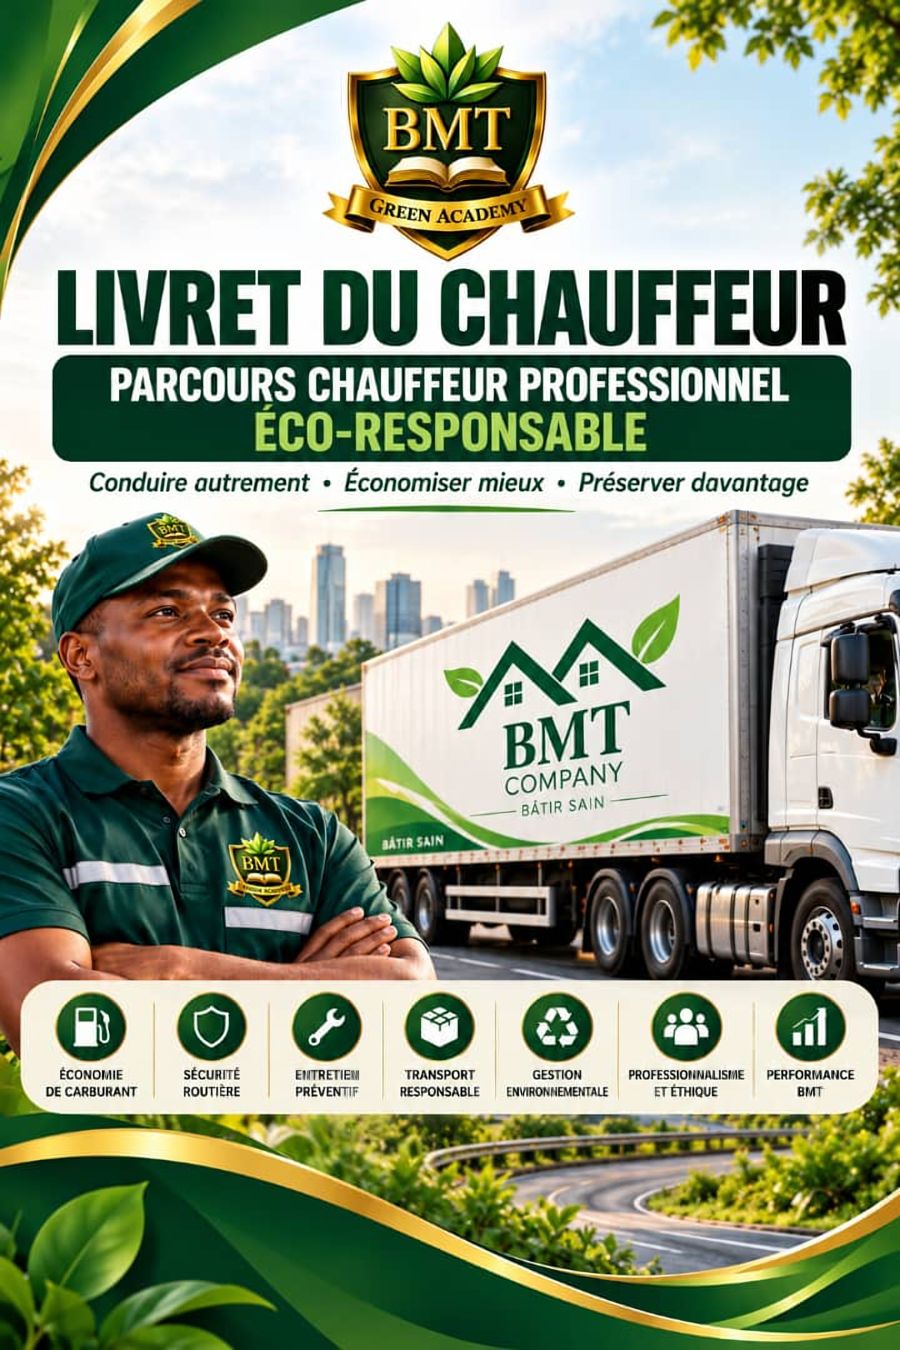 BMT
GREEN ACADEMY
LIVRET DU CHAUFFEUR
PARCOURS CHAUFFEUR PROFESSIONNEL
ÉCO-RESPONSABLE
Conduire autrement • Économiser mieux • Préserver davantage
BMT
BMT
COMPANY
BÂTIR SAIN
BÂTIR SAIN
BMT
GREEN ACADEMY
ÉCONOMIE
DE CARBURANT
SÉCURITÉ
ROUTIÈRE
ENTRETIEN
PRÉVENTIF
TRANSPORT
RESPONSABLE
GESTION
ENVIRONNEMENTALE
PROFESSIONNALISME
ET ÉTHIQUE
PERFORMANCE
BMT